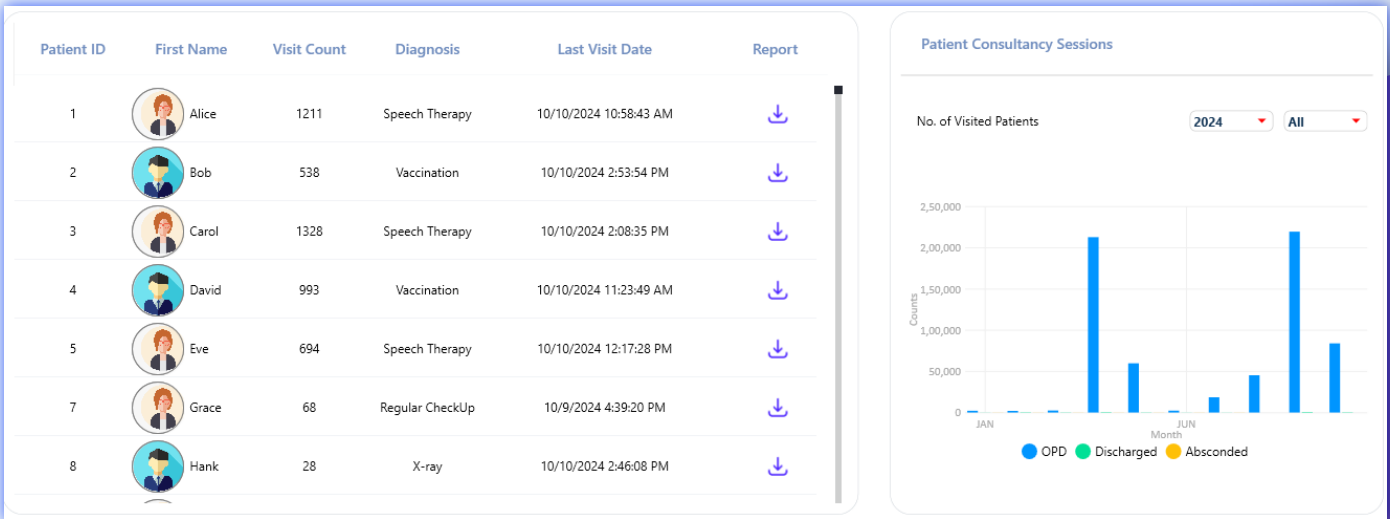 Patient ID First Name Visit Count Diagnosis Last Visit Date Report
1 Alice 1211 Speech Therapy 10/10/2024 10:58:43 AM
2 Bob 538 Vaccination 10/10/2024 2:53:54 PM
3 Carol 1328 Speech Therapy 10/10/2024 2:08:35 PM
4 David 993 Vaccination 10/10/2024 11:23:49 AM
5 Eve 694 Speech Therapy 10/10/2024 12:17:28 PM
7 Grace 68 Regular CheckUp 10/9/2024 4:39:20 PM
8 Hank 28 X-ray 10/10/2024 2:46:08 PM
Patient Consultancy Sessions
No. of Visited Patients 2024 All
2,50,000
2,00,000
1,50,000
1,00,000
50,000
0
Counts
JAN JUN
Month
OPD Discharged Absconded